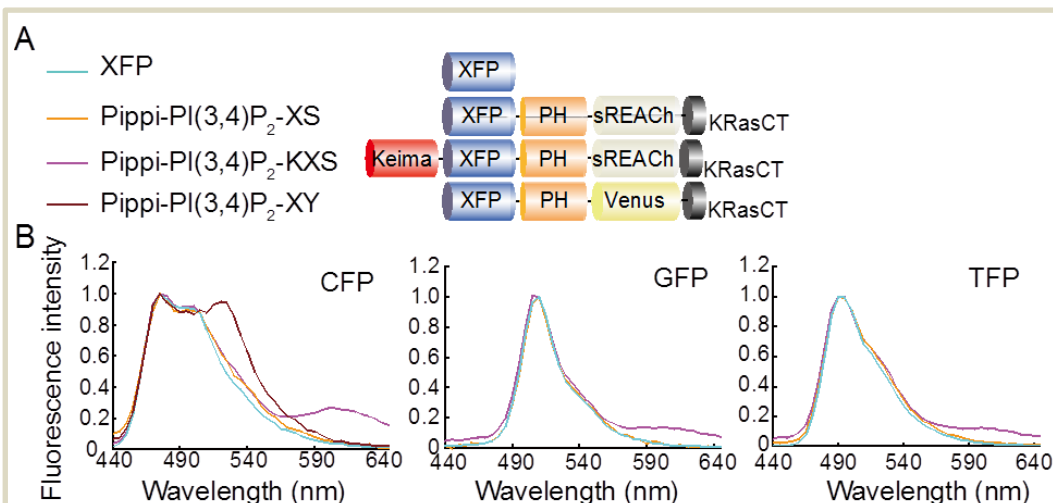 A
XFP
XFP
Pippi-PI(3,4)P2-XS
XFP PH sREACh KRasCT
Pippi-PI(3,4)P2-KXS
Keima XFP PH sREACh KRasCT
Pippi-PI(3,4)P2-XY
XFP PH Venus KRasCT
B
Fluorescence intensity
1.2
1.0
0.8
0.6
0.4
0.2
0
CFP
440 490 540 590 640
Wavelength (nm)
1.2
1.0
0.8
0.6
0.4
0.2
0
GFP
440 490 540 590 640
Wavelength (nm)
1.2
1.0
0.8
0.6
0.4
0.2
0
TFP
440 490 540 590 640
Wavelength (nm)